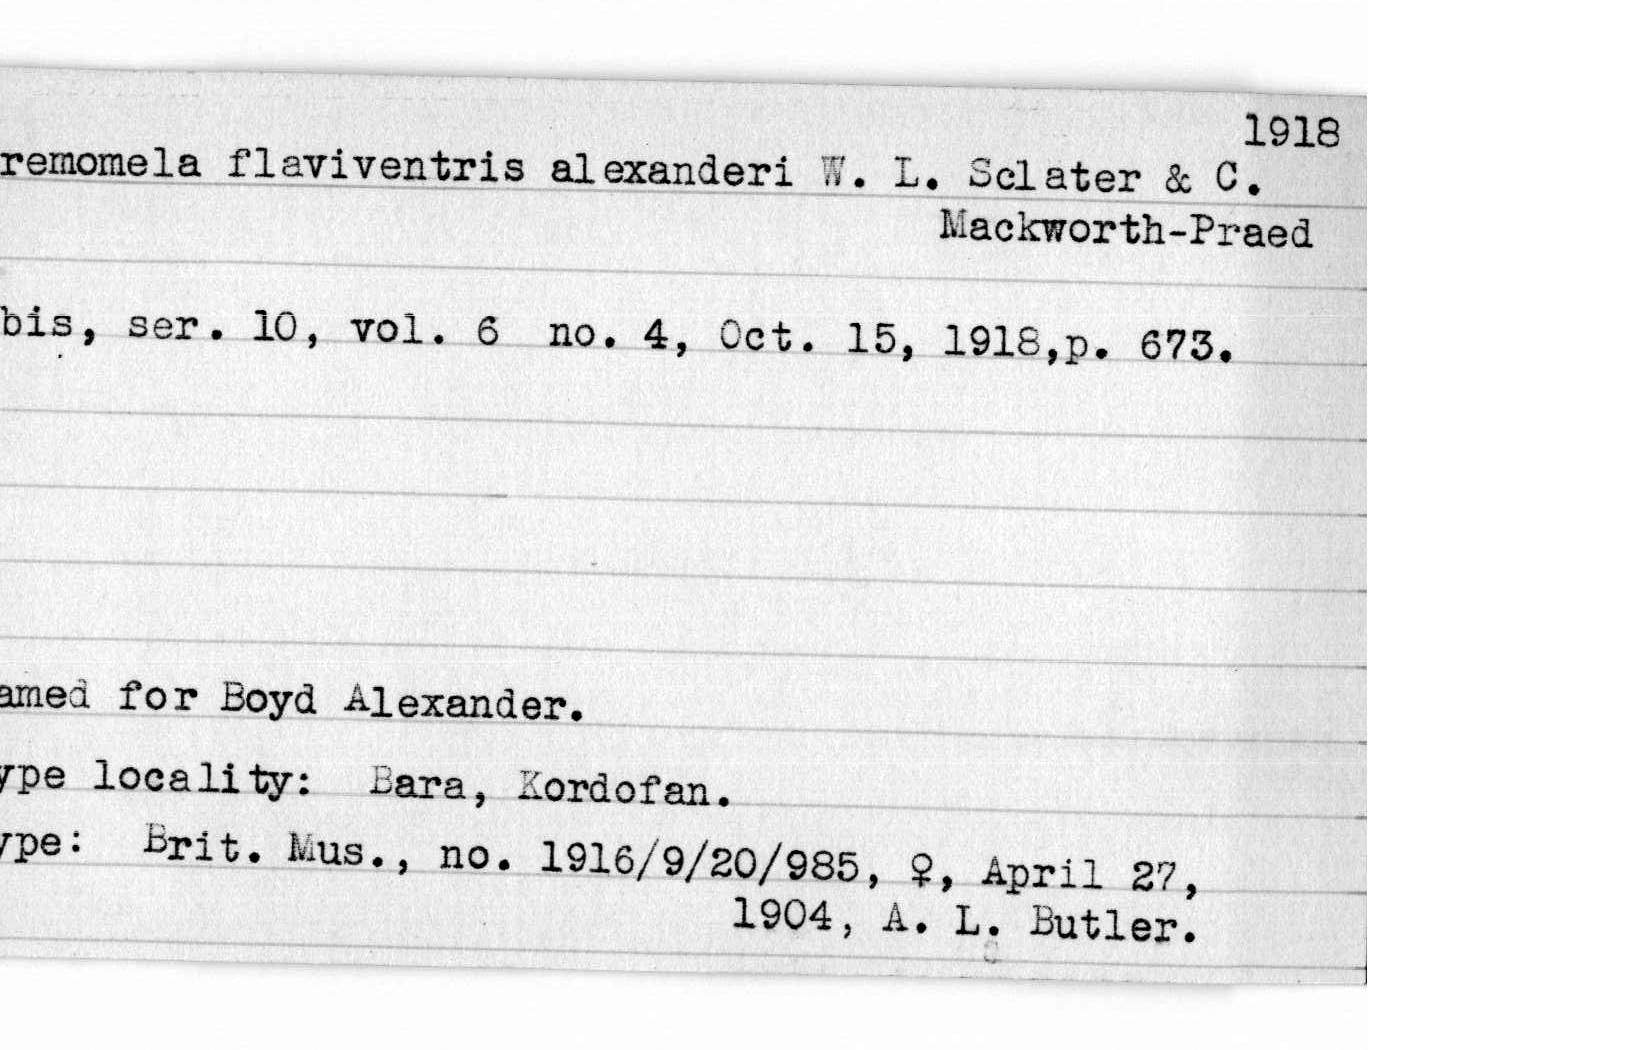 1918
remomela flaviventris alexanderi W. L. Sclater & C.
Mackworth-Praed
bis, ser. 10, vol. 6 no. 4, Oct. 15, 1918,p. 673.
amed for Boyd Alexander.
ype locality: Bara, Kordofan.
ype: Brit. Mus., no. 1916/9/20/985, ♀, April 27,
1904, A. L. Butler.